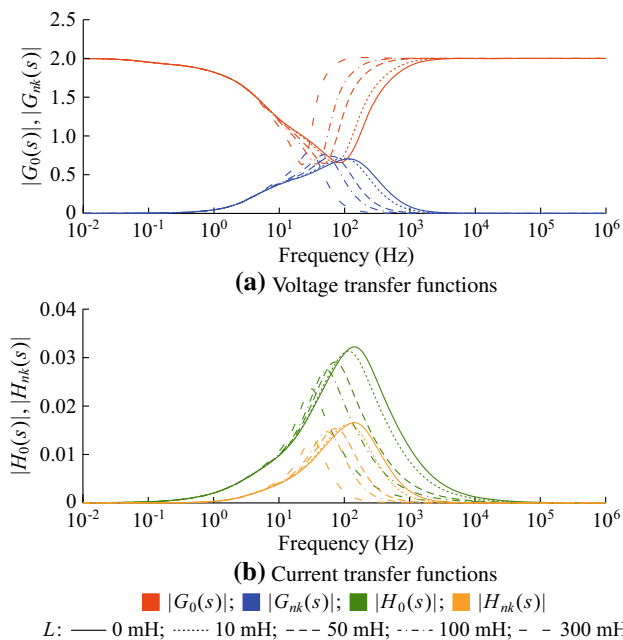 2.5
2.0
1.5
1.0
0.5
0
|G₀(s)|, |Gₙₖ(s)|
10⁻² 10⁻¹ 10⁰ 10¹ 10² 10³ 10⁴ 10⁵ 10⁶
Frequency (Hz)
(a) Voltage transfer functions
0.04
0.03
0.02
0.01
0
|H₀(s)|, |Hₙₖ(s)|
10⁻² 10⁻¹ 10⁰ 10¹ 10² 10³ 10⁴ 10⁵ 10⁶
Frequency (Hz)
(b) Current transfer functions
|G₀(s)|; |Gₙₖ(s)|; |H₀(s)|; |Hₙₖ(s)|
L: 0 mH; 10 mH; 50 mH; 100 mH; 300 mH